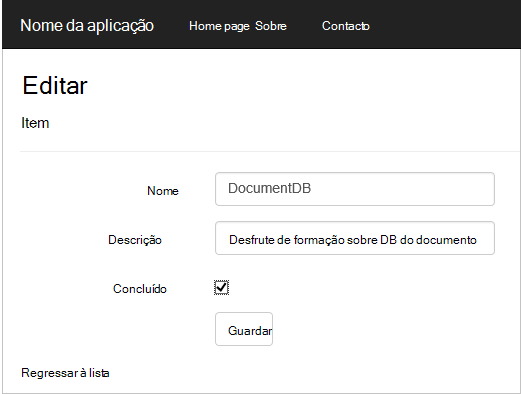 Nome da aplicação Home page Sobre Contacto
Editar
Item
Nome DocumentDB
Descrição Desfrute de formação sobre DB do documento
Concluído
Guardar
Regressar à lista